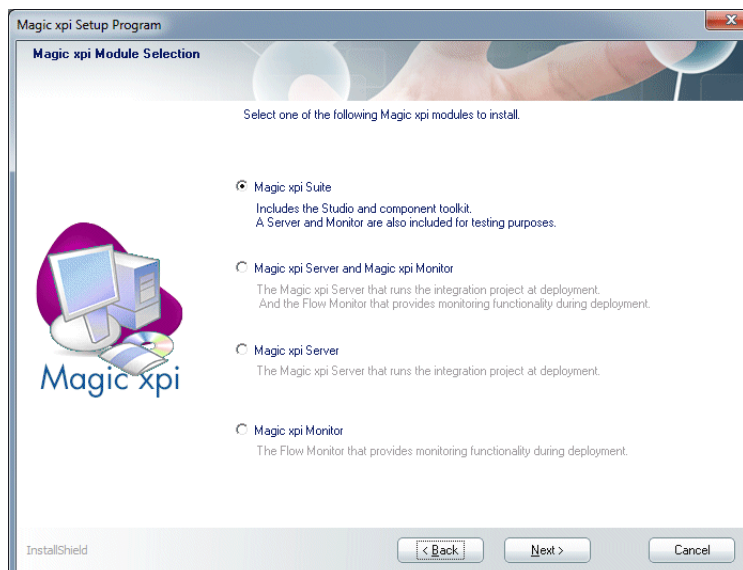 Magic xpi Setup Program
Magic xpi Module Selection
Select one of the following Magic xpi modules to install.
Magic xpi Suite
Includes the Studio and component toolkit.
A Server and Monitor are also included for testing purposes.
Magic xpi Server and Magic xpi Monitor
The Magic xpi Server that runs the integration project at deployment.
And the Flow Monitor that provides monitoring functionality during deployment.
Magic xpi Server
The Magic xpi Server that runs the integration project at deployment.
Magic xpi Monitor
The Flow Monitor that provides monitoring functionality during deployment.
Magic xpi
InstallShield
< Back
Next >
Cancel